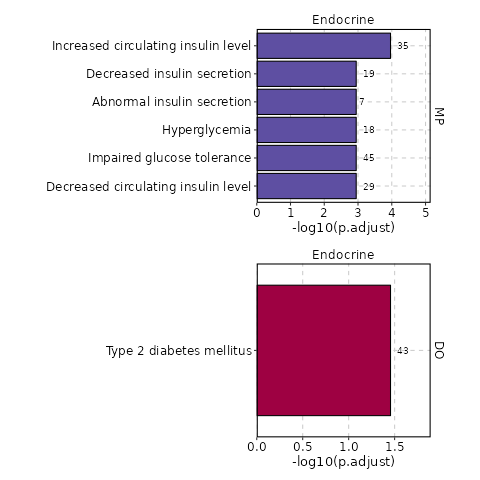 Endocrine
Increased circulating insulin level 35
Decreased insulin secretion 19
Abnormal insulin secretion 7
Hyperglycemia 18
Impaired glucose tolerance 45
Decreased circulating insulin level 29
MP
0 1 2 3 4 5
-log10(p.adjust)
Endocrine
Type 2 diabetes mellitus 43
DO
0.0 0.5 1.0 1.5
-log10(p.adjust)